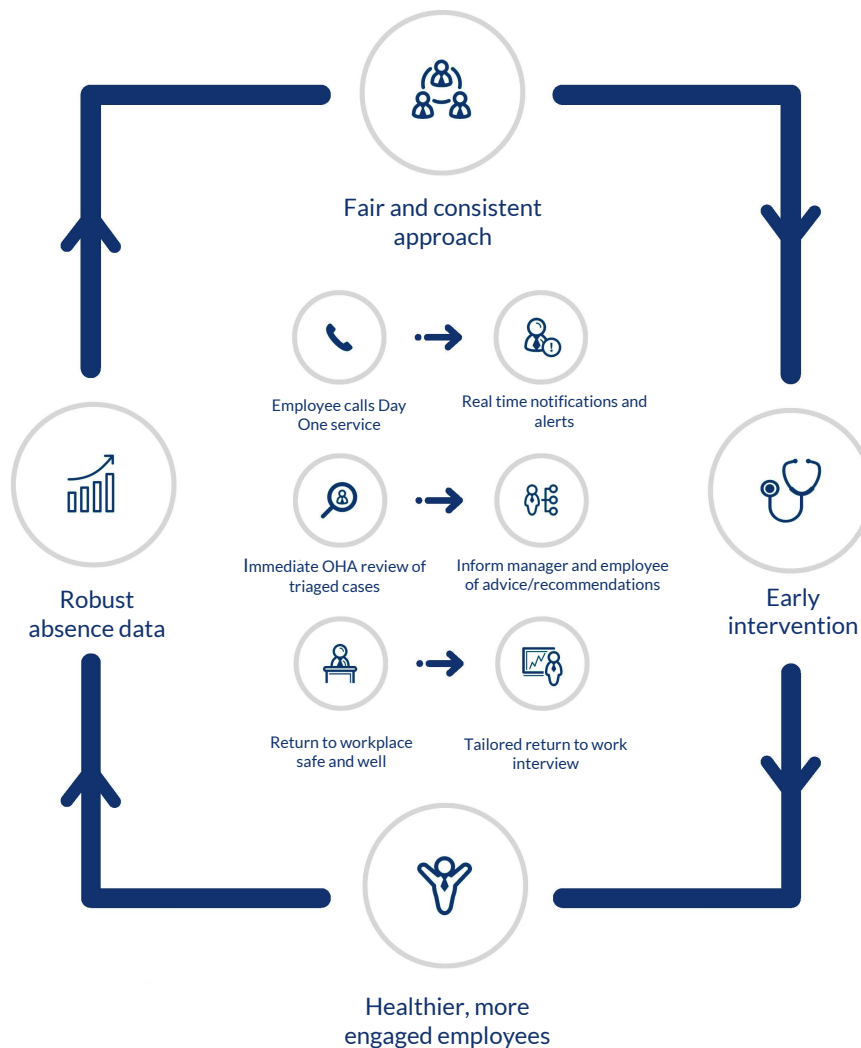 Fair and consistent
approach
Employee calls Day
One service
Real time notifications and
alerts
Immediate OHA review of
triaged cases
Inform manager and employee
of advice/recommendations
Robust
absence data
Early
intervention
Return to workplace
safe and well
Tailored return to work
interview
Healthier, more
engaged employees